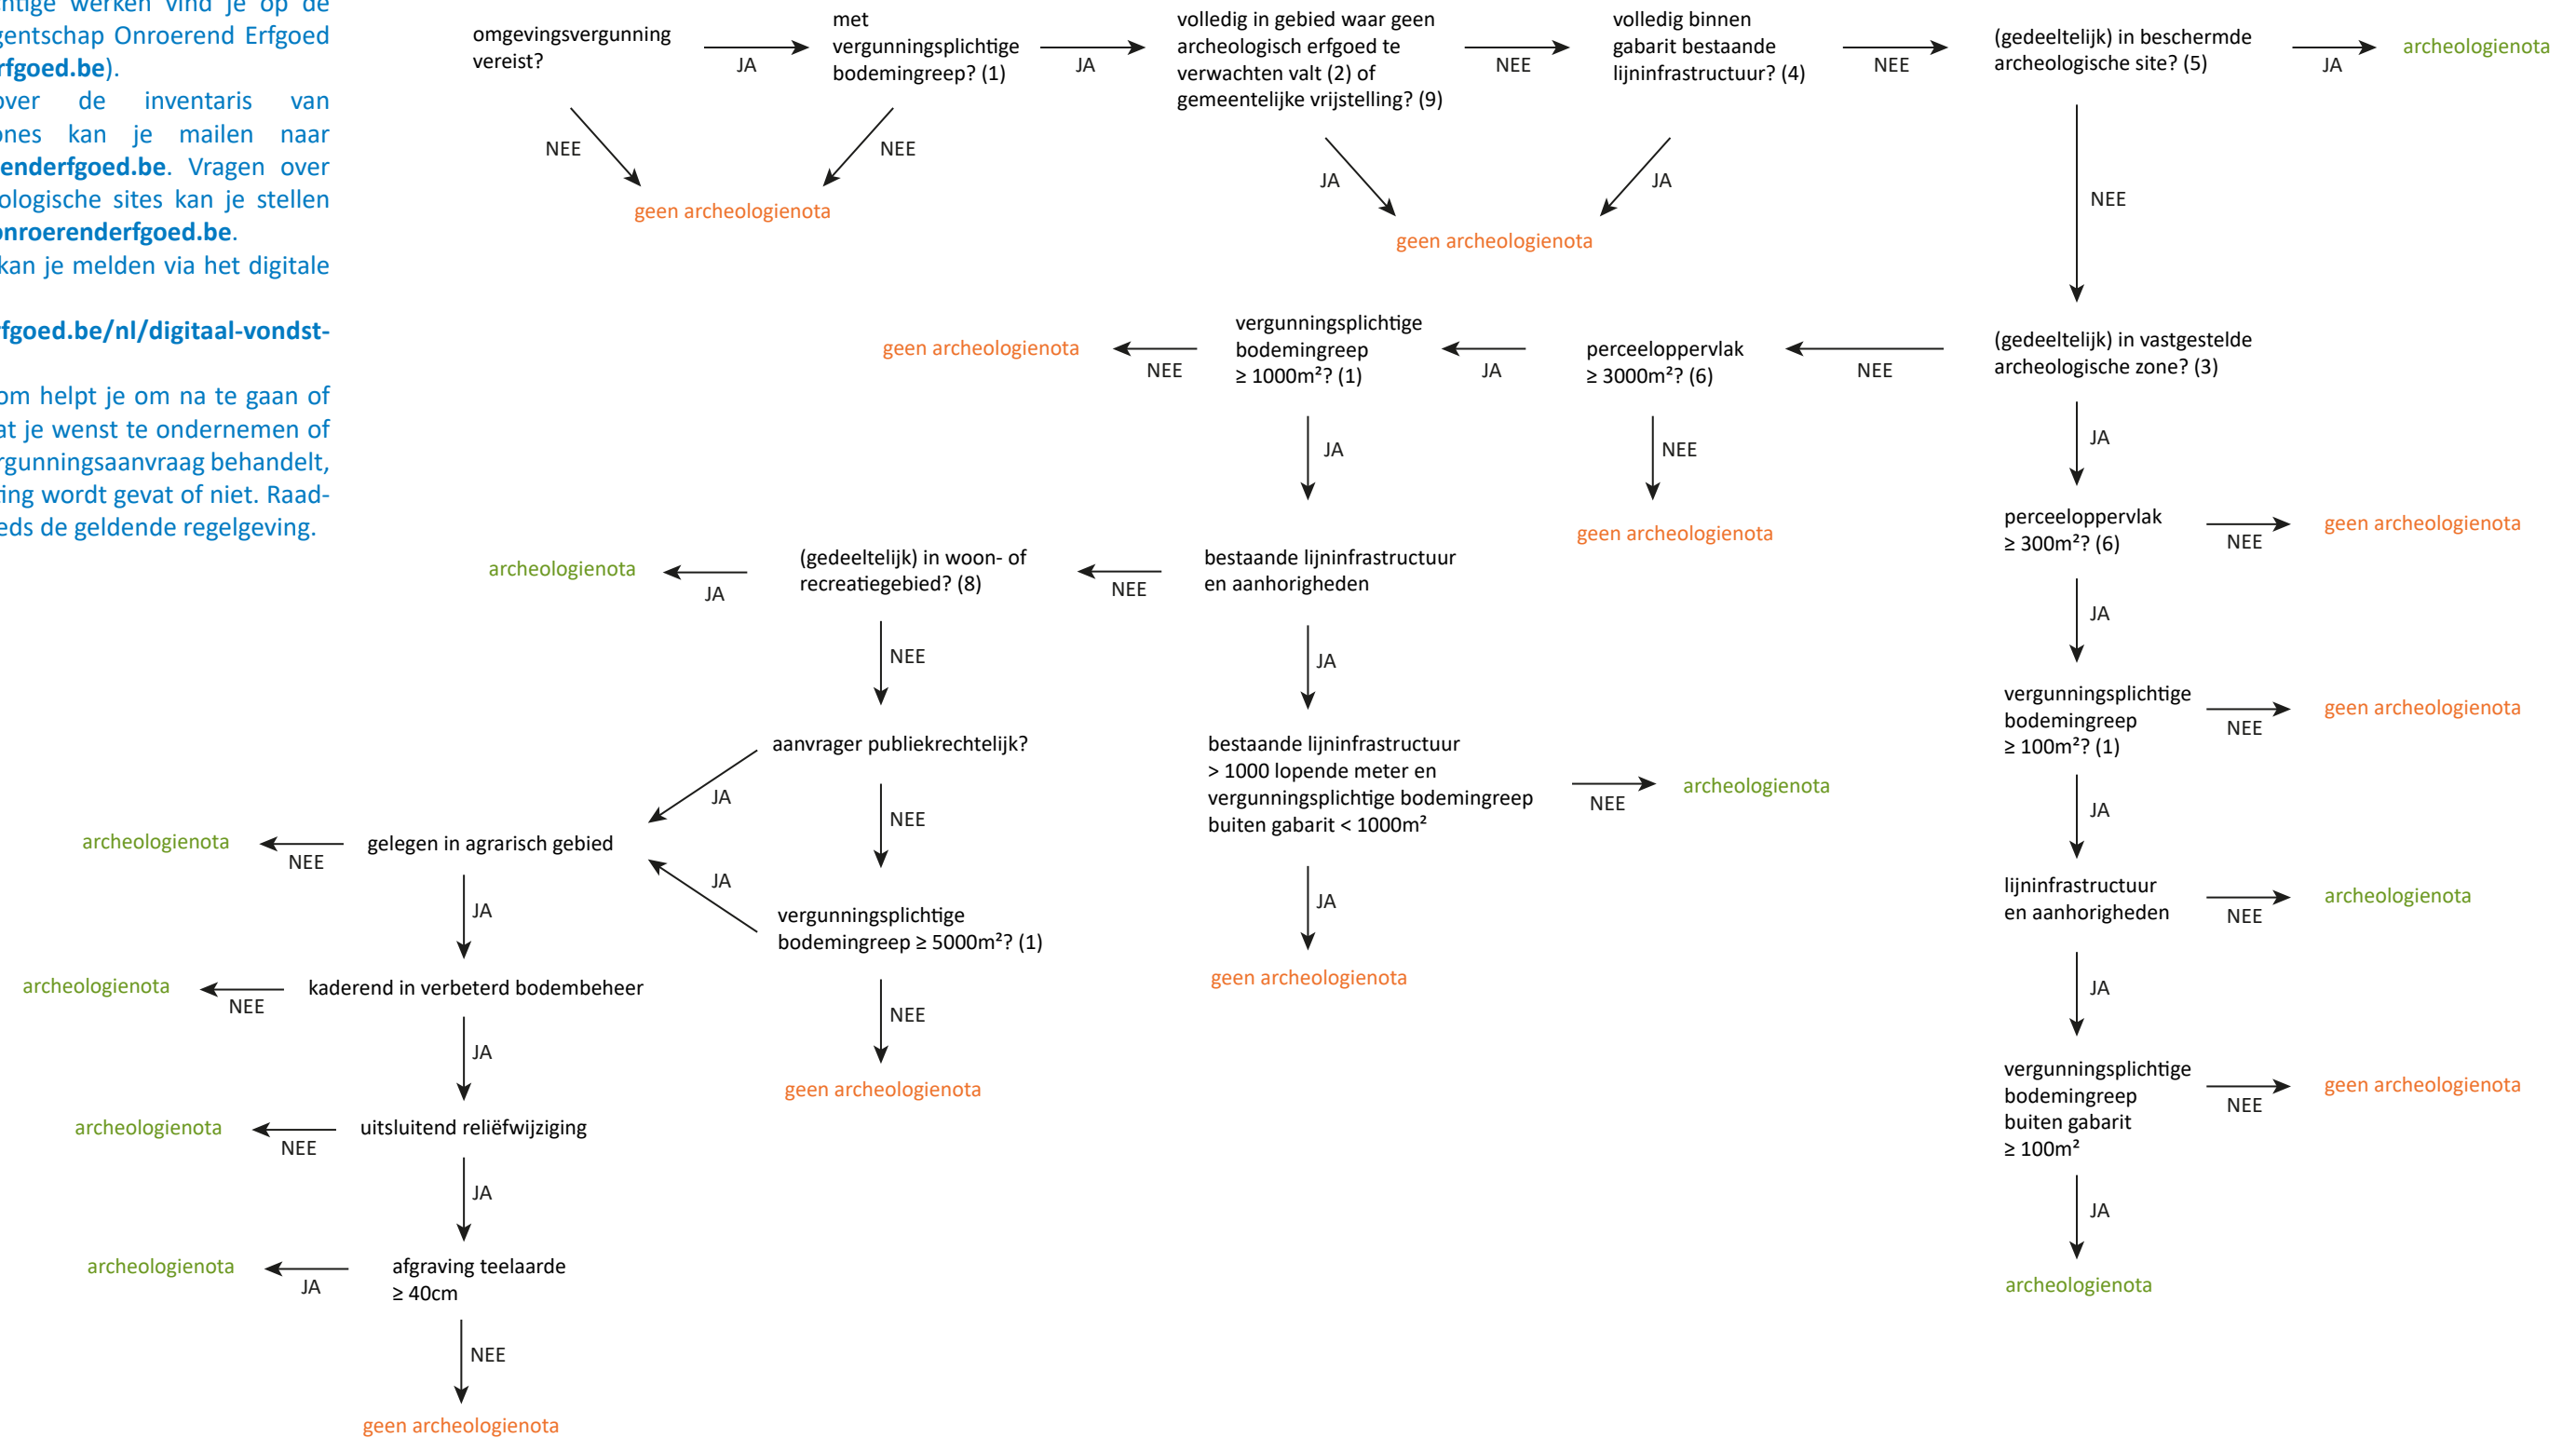 chtige werken vind je op de
gentschap Onroerend Erfgoed
rfgoed.be).
over de inventaris van
ones kan je mailen naar
enderfgoed.be. Vragen over
ologische sites kan je stellen
onroerenderfgoed.be.
kan je melden via het digitale
rfgoed.be/nl/digitaal-vondst-
om helpt je om na te gaan of
at je wenst te ondernemen of
rgunningsaanvraag behandelt,
ting wordt gevat of niet. Raad-
eds de geldende regelgeving.
omgevingsvergunning
vereist?
JA
NEE
met
vergunningsplichtige
bodemingreep? (1)
JA
NEE
geen archeologienota
volledig in gebied waar geen
archeologisch erfgoed te
verwachten valt (2) of
gemeentelijke vrijstelling? (9)
NEE
JA
volledig binnen
gabarit bestaande
lijninfrastructuur? (4)
NEE
JA
geen archeologienota
(gedeeltelijk) in beschermde
archeologische site? (5)
JA
archeologienota
NEE
(gedeeltelijk) in vastgestelde
archeologische zone? (3)
NEE
perceeloppervlak
≥ 3000m²? (6)
JA
NEE
geen archeologienota
vergunningsplichtige
bodemingreep
≥ 1000m²? (1)
NEE
geen archeologienota
JA
bestaande lijninfrastructuur
en aanhorigheden
NEE
JA
(gedeeltelijk) in woon- of
recreatiegebied? (8)
JA
archeologienota
NEE
aanvrager publiekrechtelijk?
JA
NEE
vergunningsplichtige
bodemingreep ≥ 5000m²? (1)
JA
NEE
geen archeologienota
bestaande lijninfrastructuur
> 1000 lopende meter en
vergunningsplichtige bodemingreep
buiten gabarit < 1000m²
NEE
archeologienota
JA
geen archeologienota
gelegen in agrarisch gebied
NEE
archeologienota
JA
kaderend in verbeterd bodembeheer
NEE
archeologienota
JA
uitsluitend reliëfwijziging
NEE
archeologienota
JA
afgraving teelaarde
≥ 40cm
JA
archeologienota
NEE
geen archeologienota
JA
perceeloppervlak
≥ 300m²? (6)
NEE
geen archeologienota
JA
vergunningsplichtige
bodemingreep
≥ 100m²? (1)
NEE
geen archeologienota
JA
lijninfrastructuur
en aanhorigheden
NEE
archeologienota
JA
vergunningsplichtige
bodemingreep
buiten gabarit
≥ 100m²
NEE
geen archeologienota
JA
archeologienota